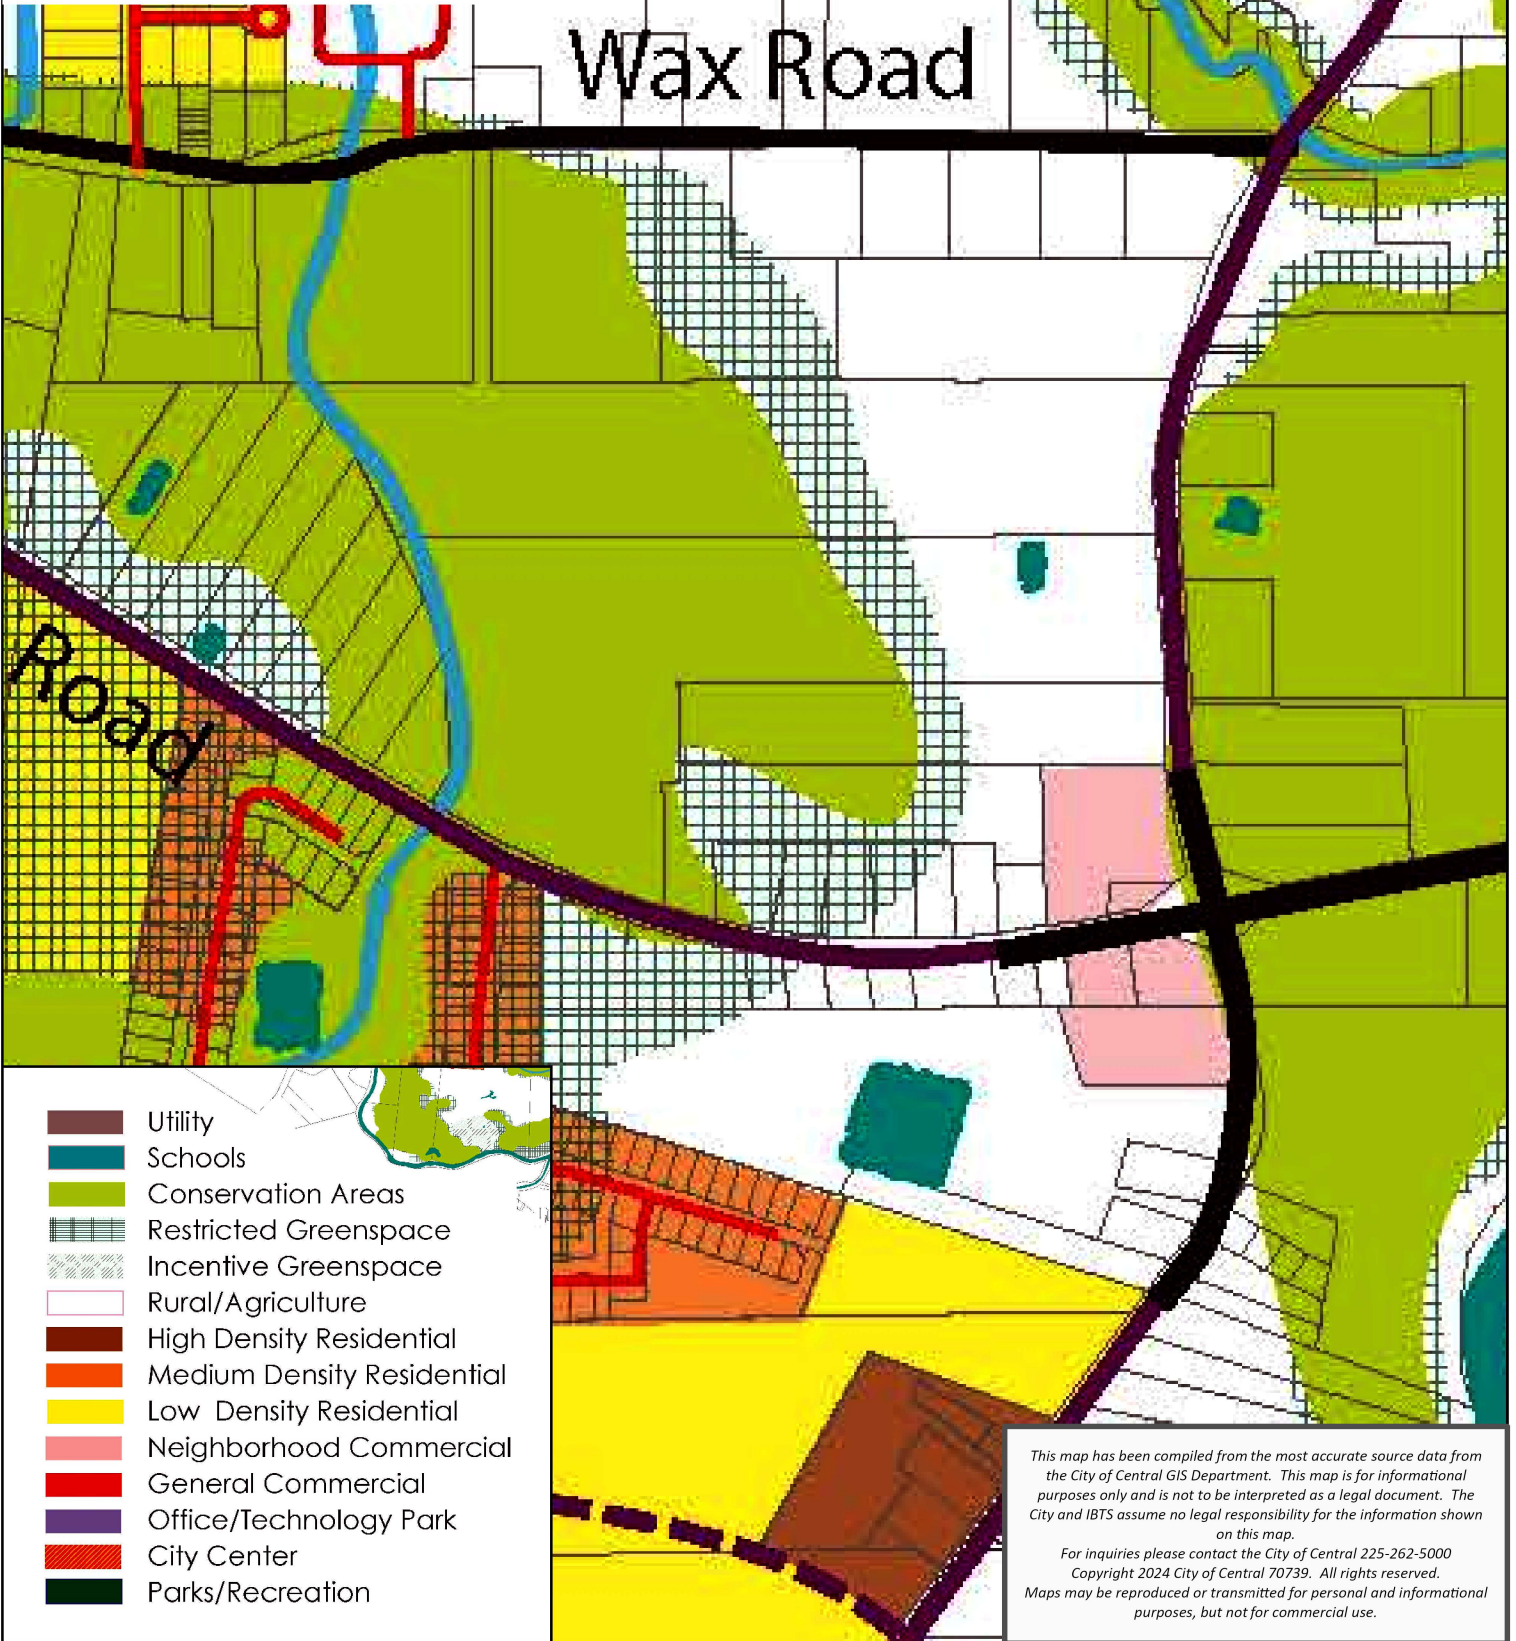 Wax Road
Road
Utility
Schools
Conservation Areas
Restricted Greenspace
Incentive Greenspace
Rural/Agriculture
High Density Residential
Medium Density Residential
Low Density Residential
Neighborhood Commercial
General Commercial
Office/Technology Park
City Center
Parks/Recreation
This map has been compiled from the most accurate source data from
the City of Central GIS Department. This map is for informational
purposes only and is not to be interpreted as a legal document. The
City and IBTS assume no legal responsibility for the information shown
on this map.
For inquiries please contact the City of Central 225-262-5000
Copyright 2024 City of Central 70739. All rights reserved.
Maps may be reproduced or transmitted for personal and informational
purposes, but not for commercial use.